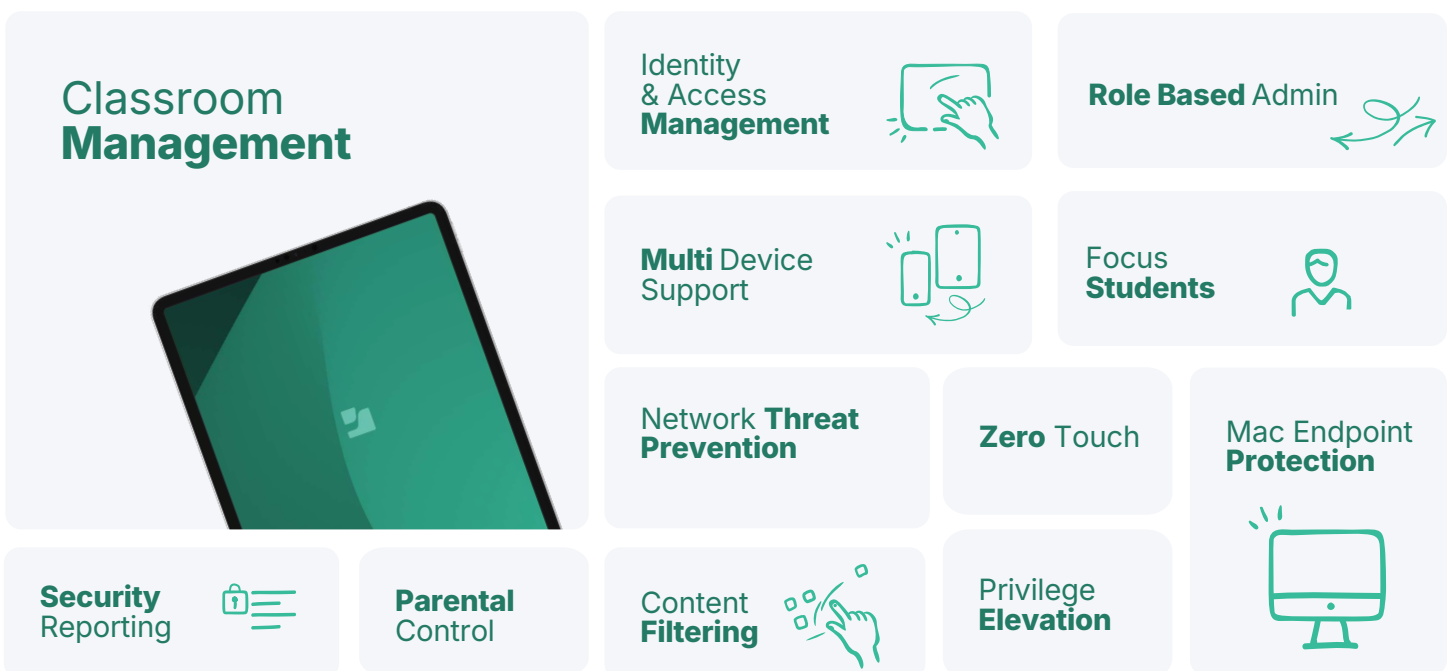 Classroom
Management
Identity
& Access
Management
Role Based Admin
Multi Device
Support
Focus
Students
Network Threat
Prevention
Zero Touch
Mac Endpoint
Protection
Security
Reporting
Parental
Control
Content
Filtering
Privilege
Elevation